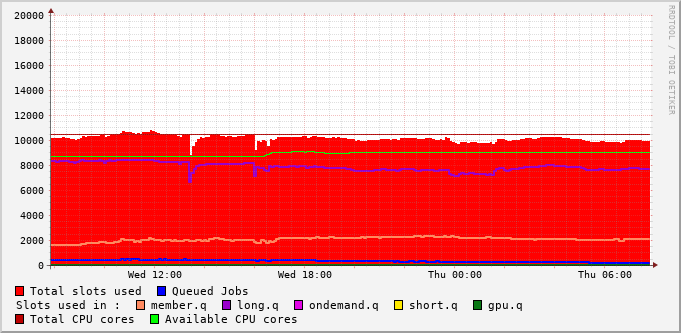 RRDTOOL / TOBI OETIKER
20000
18000
16000
14000
12000
10000
8000
6000
4000
2000
0
Wed 12:00 Wed 18:00 Thu 00:00 Thu 06:00
Total slots used Queued Jobs
Slots used in : member.q long.q ondemand.q short.q gpu.q
Total CPU cores Available CPU cores